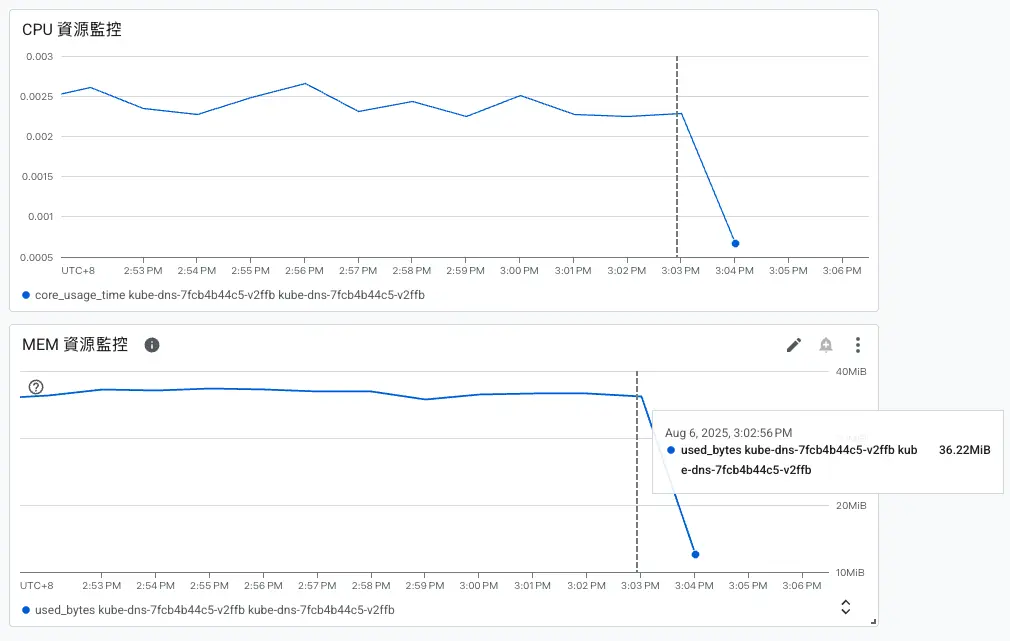 CPU 資源監控
0.003
0.0025
0.002
0.0015
0.001
0.0005
UTC+8 2:53 PM 2:54 PM 2:55 PM 2:56 PM 2:57 PM 2:58 PM 2:59 PM 3:00 PM 3:01 PM 3:02 PM 3:03 PM 3:04 PM 3:05 PM 3:06 PM
core_usage_time kube-dns-7fcb4b44c5-v2ffb kube-dns-7fcb4b44c5-v2ffb
MEM 資源監控
40MiB
Aug 6, 2025, 3:02:56 PM
used_bytes kube-dns-7fcb4b44c5-v2ffb kub 36.22MiB
e-dns-7fcb4b44c5-v2ffb
20MiB
10MiB
UTC+8 2:53 PM 2:54 PM 2:55 PM 2:56 PM 2:57 PM 2:58 PM 2:59 PM 3:00 PM 3:01 PM 3:02 PM 3:03 PM 3:04 PM 3:05 PM 3:06 PM
used_bytes kube-dns-7fcb4b44c5-v2ffb kube-dns-7fcb4b44c5-v2ffb